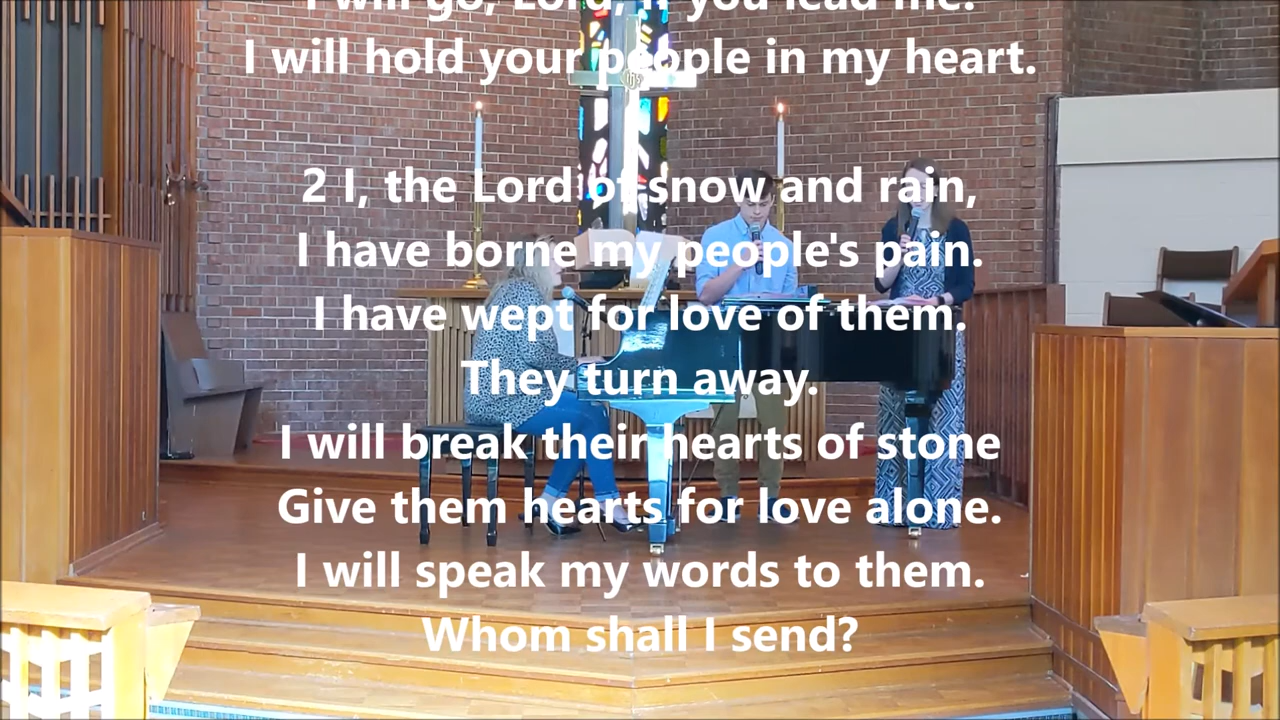 I will go, Lord, if you lead me.
I will hold your people in my heart.
2 I, the Lord of snow and rain,
I have borne my people's pain.
I have wept for love of them.
They turn away.
I will break their hearts of stone
Give them hearts for love alone.
I will speak my words to them.
Whom shall I send?